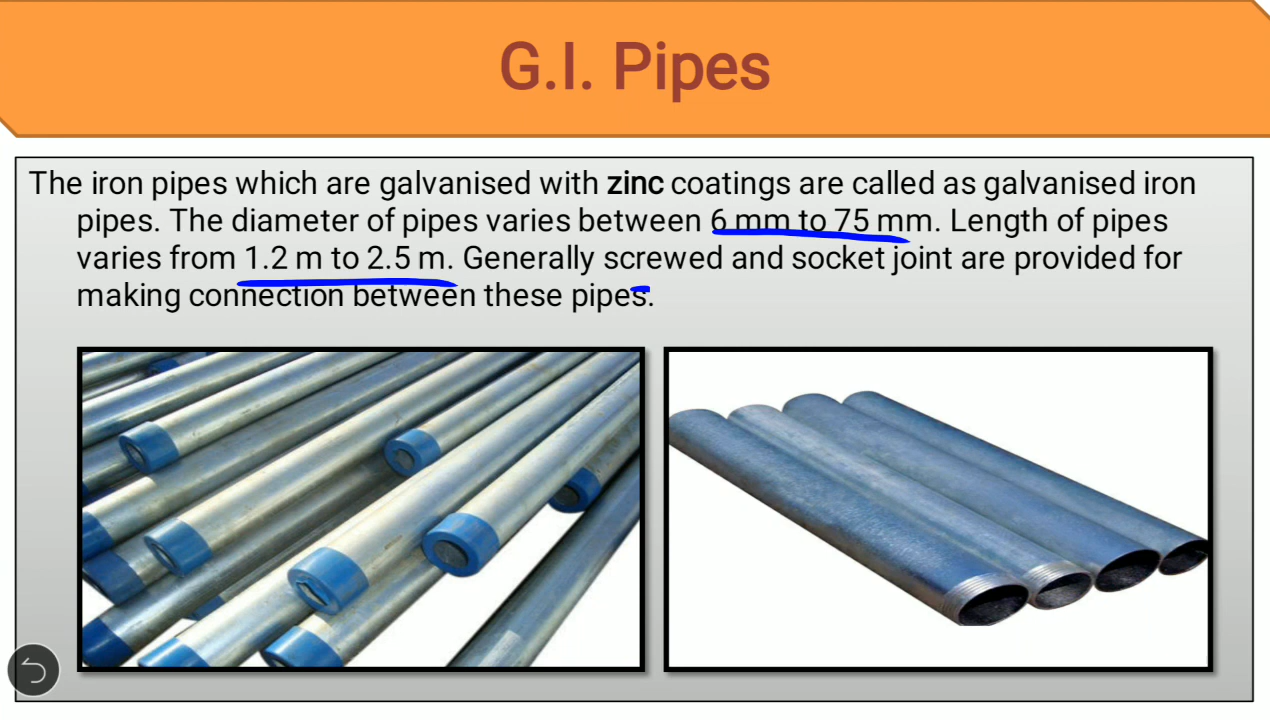 G.I. Pipes
The iron pipes which are galvanised with zinc coatings are called as galvanised iron
pipes. The diameter of pipes varies between 6 mm to 75 mm. Length of pipes
varies from 1.2 m to 2.5 m. Generally screwed and socket joint are provided for
making connection between these pipes.